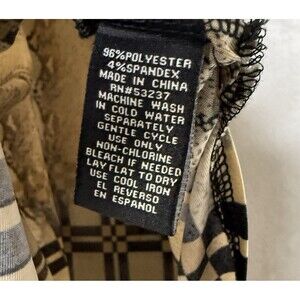 96%POLYESTER
4%SPANDEX
MADE IN CHINA
RN#53237
MACHINE WASH
IN COLD WATER
SEPARATELY
GENTLE CYCLE
USE ONLY
NON-CHLORINE
BLEACH IF NEEDED
LAY FLAT TO DRY
USE COOL IRON
EL REVERSO
EN ESPANOL